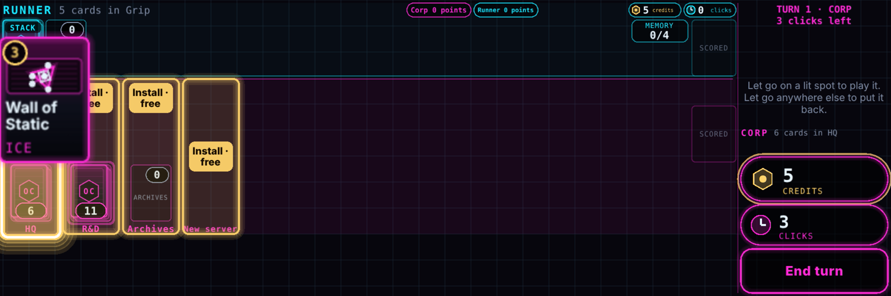 RUNNER 5 cards in Grip
Corp 0 points
Runner 0 points
5 credits
0 clicks
TURN 1 · CORP
3 clicks left
STACK
0
MEMORY
0/4
SCORED
3
Wall of
Static
ICE
Install ·
free
Install ·
free
0
ARCHIVES
OC
6
HQ
OC
11
R&D
Archives
New server
SCORED
Let go on a lit spot to play it.
Let go anywhere else to put it
back.
CORP 6 cards in HQ
5
CREDITS
3
CLICKS
End turn